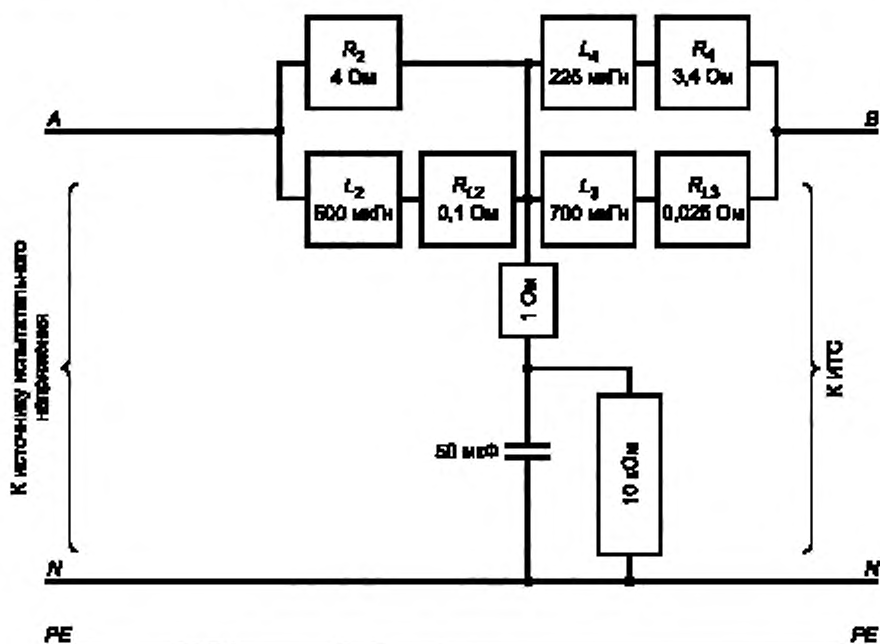 R2
4 Ом
L4
225 мкГн
R4
3,4 Ом
A
B
L2
500 мкГн
RL2
0,1 Ом
L3
700 мкГн
RL3
0,025 Ом
1 Ом
К источнику испытательного
напряжения
К ИТС
50 мкФ
10 кОм
N
N
PE
PE